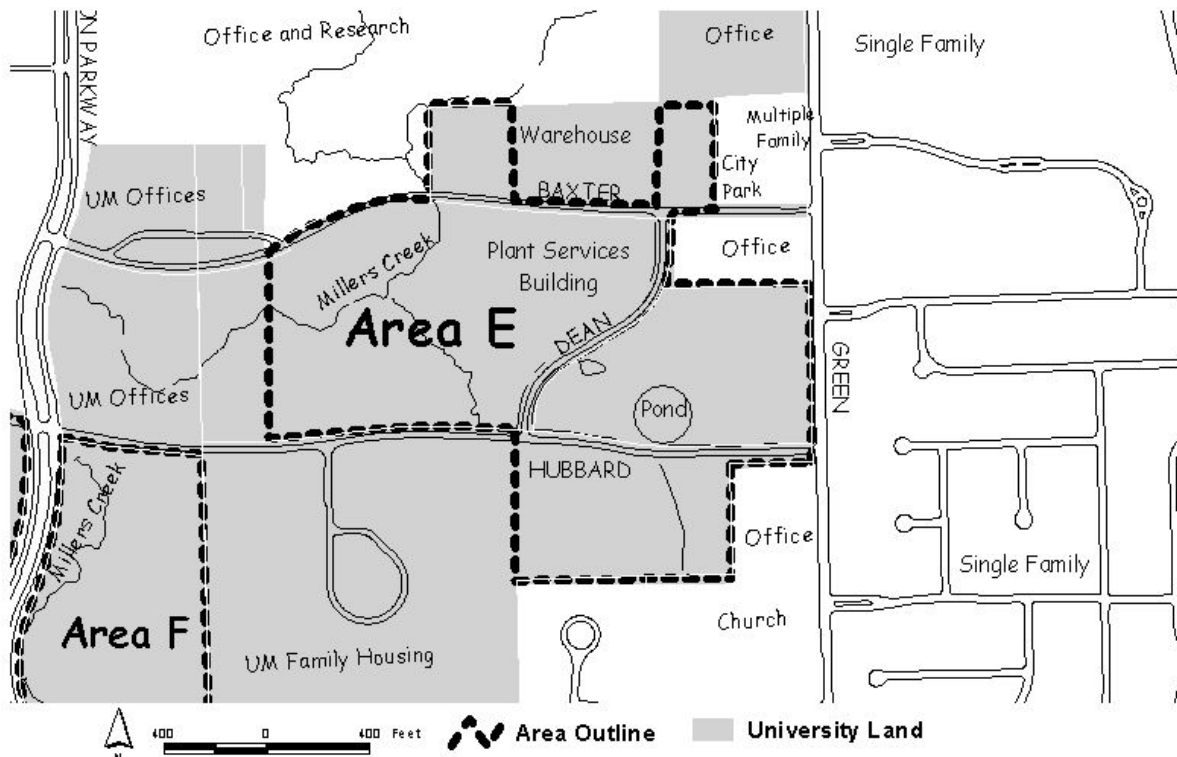 ON PARKWAY
Office and Research
Office
Single Family
Multiple
Family
Warehouse
City
Park
BAXTER
UM Offices
Millers Creek
Plant Services
Building
Office
Area E
DEAN
GREEN
UM Offices
Pond
HUBBARD
Millers Creek
Office
Single Family
Area F
Church
UM Family Housing
N
400 0 400 Feet
Area Outline
University Land